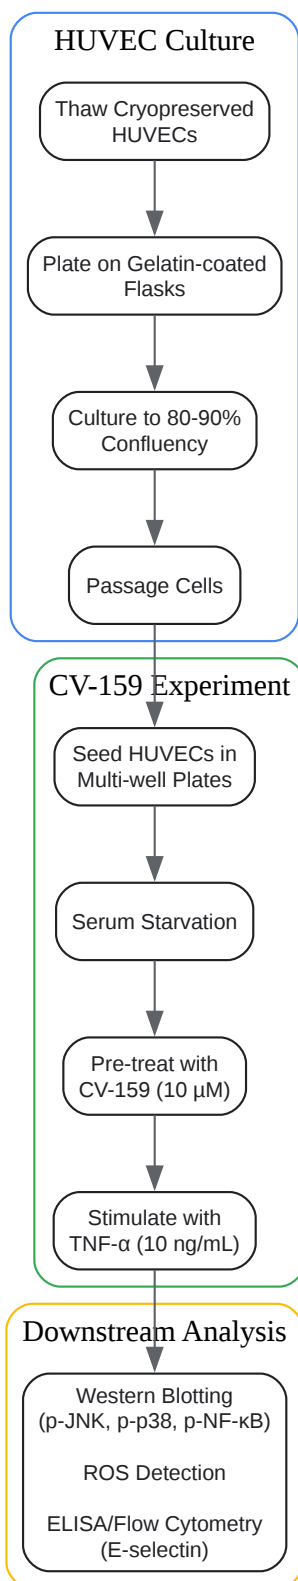 HUVEC Culture
Thaw Cryopreserved
HUVECs
Plate on Gelatin-coated
Flasks
Culture to 80-90%
Confluency
Passage Cells
CV-159 Experiment
Seed HUVECs in
Multi-well Plates
Serum Starvation
Pre-treat with
CV-159 (10 µM)
Stimulate with
TNF-α (10 ng/mL)
Downstream Analysis
Western Blotting
(p-JNK, p-p38, p-NF-κB)
ROS Detection
ELISA/Flow Cytometry
(E-selectin)